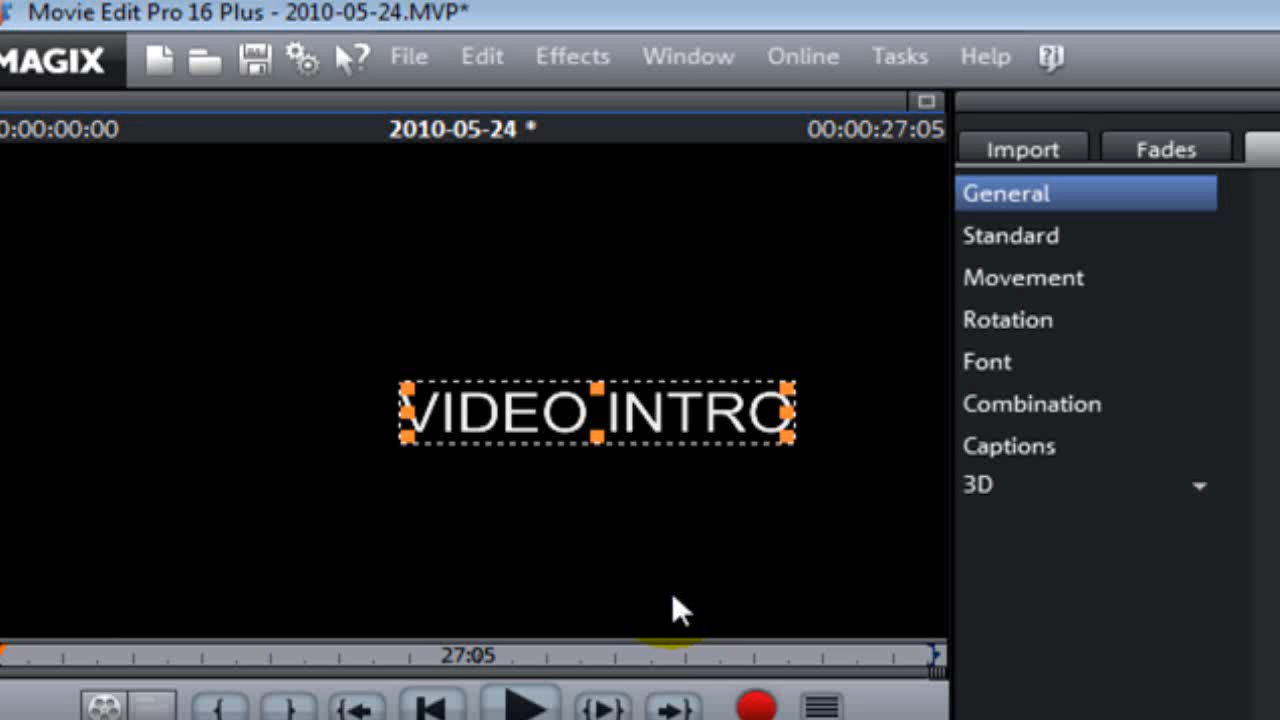 Movie Edit Pro 16 Plus - 2010-05-24.MVP*
MAGIX File Edit Effects Window Online Tasks Help
0:00:00:00 2010-05-24 * 00:00:27:05
Import Fades
General
Standard
Movement
Rotation
Font
Combination
Captions
3D
VIDEO INTRO
27:05